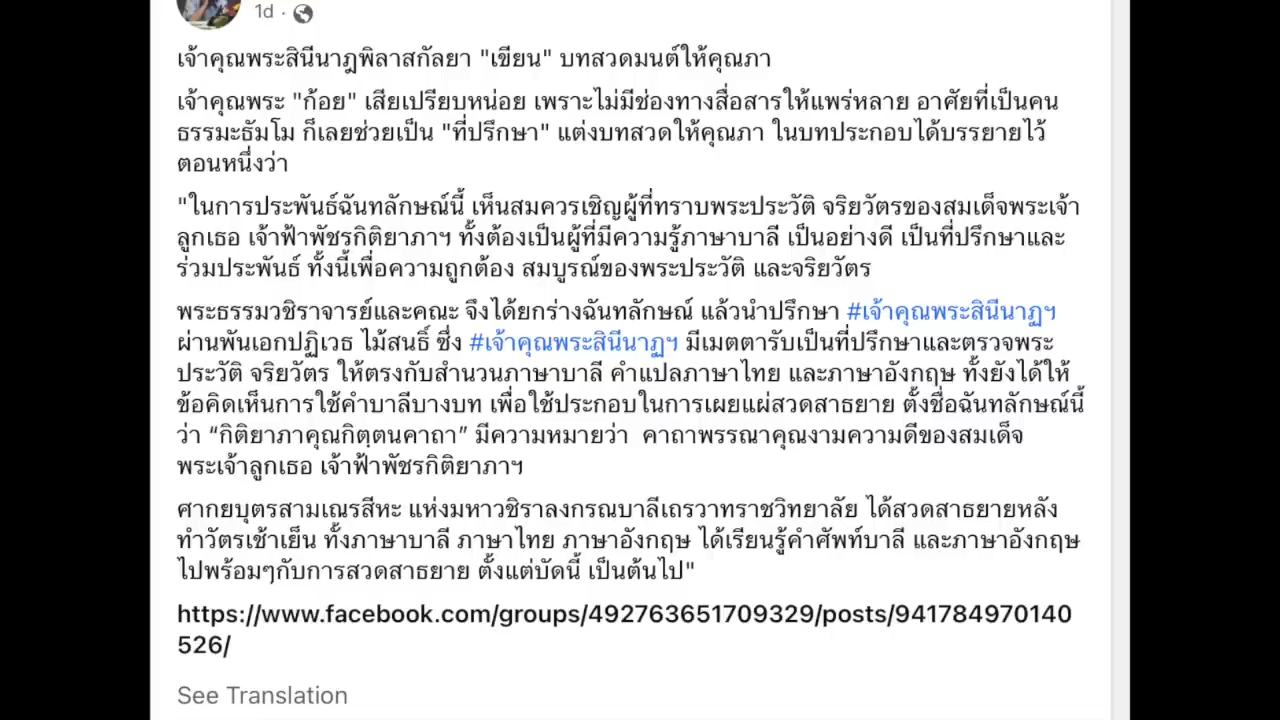 1d ·
เจ้าคุณพระสินีนาฏพิลาสกัลยา "เขียน" บทสวดมนต์ให้คุณภา
เจ้าคุณพระ "ก้อย" เสียเปรียบหน่อย เพราะไม่มีช่องทางสื่อสารให้แพร่หลาย อาศัยที่เป็นคน
ธรรมะธัมโม ก็เลยช่วยเป็น "ที่ปรึกษา" แต่งบทสวดให้คุณภา ในบทประกอบได้บรรยายไว้
ตอนหนึ่งว่า
"ในการประพันธ์ฉันทลักษณ์นี้ เห็นสมควรเชิญผู้ที่ทราบพระประวัติ จริยวัตรของสมเด็จพระเจ้า
ลูกเธอ เจ้าฟ้าพัชรกิติยาภาฯ ทั้งต้องเป็นผู้ที่มีความรู้ภาษาบาลี เป็นอย่างดี เป็นที่ปรึกษาและ
ร่วมประพันธ์ ทั้งนี้เพื่อความถูกต้อง สมบูรณ์ของพระประวัติ และจริยวัตร
พระธรรมวชิราจารย์และคณะ จึงได้ยกร่างฉันทลักษณ์ แล้วนำปรึกษา #เจ้าคุณพระสินีนาฏฯ
ผ่านพันเอกปฏิเวธ ไม้สนธิ์ ซึ่ง #เจ้าคุณพระสินีนาฏฯ มีเมตตารับเป็นที่ปรึกษาและตรวจพระ
ประวัติ จริยวัตร ให้ตรงกับสำนวนภาษาบาลี คำแปลภาษาไทย และภาษาอังกฤษ ทั้งยังได้ให้
ข้อคิดเห็นการใช้คำบาลีบางบท เพื่อใช้ประกอบในการเผยแผ่สวดสาธยาย ตั้งชื่อฉันทลักษณ์นี้
ว่า “กิติยาภาคุณกิตฺตนคาถา” มีความหมายว่า คาถาพรรณาคุณงามความดีของสมเด็จ
พระเจ้าลูกเธอ เจ้าฟ้าพัชรกิติยาภาฯ
ศากยบุตรสามเณรสีหะ แห่งมหาวชิราลงกรณบาลีเถรวาทราชวิทยาลัย ได้สวดสาธยายหลัง
ทำวัตรเช้าเย็น ทั้งภาษาบาลี ภาษาไทย ภาษาอังกฤษ ได้เรียนรู้คำศัพท์บาลี และภาษาอังกฤษ
ไปพร้อมๆกับการสวดสาธยาย ตั้งแต่บัดนี้ เป็นต้นไป"
https://www.facebook.com/groups/492763651709329/posts/941784970140
526/
See Translation